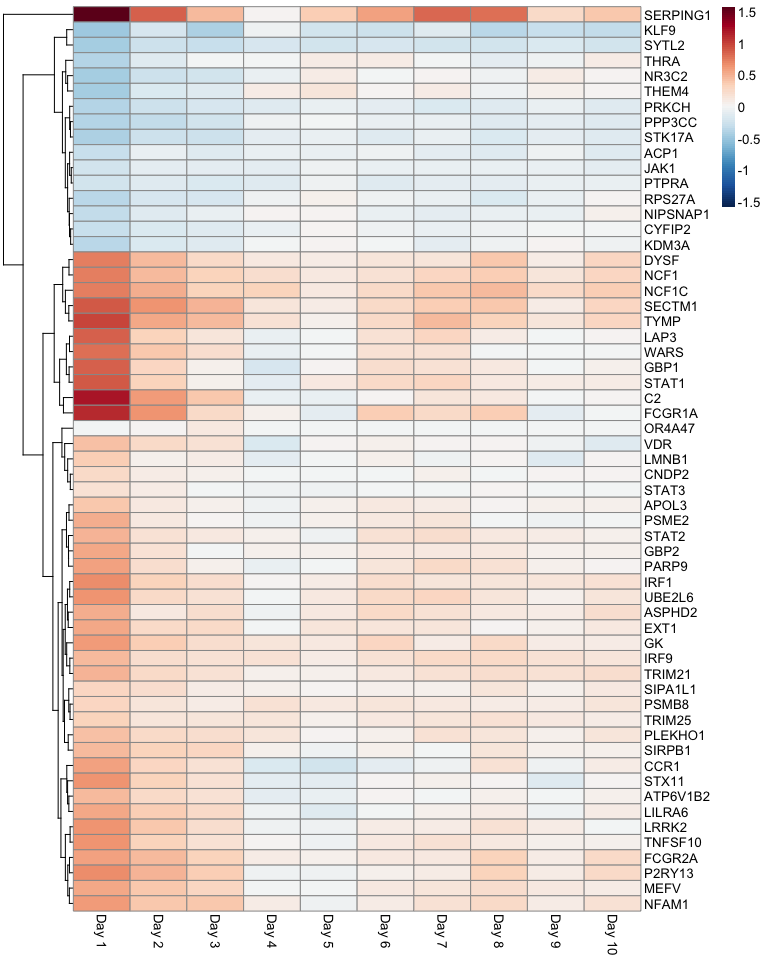 SERPING1
KLF9
SYTL2
THRA
NR3C2
THEM4
PRKCH
PPP3CC
STK17A
ACP1
JAK1
PTPRA
RPS27A
NIPSNAP1
CYFIP2
KDM3A
DYSF
NCF1
NCF1C
SECTM1
TYMP
LAP3
WARS
GBP1
STAT1
C2
FCGR1A
OR4A47
VDR
LMNB1
CNDP2
STAT3
APOL3
PSME2
STAT2
GBP2
PARP9
IRF1
UBE2L6
ASPHD2
EXT1
GK
IRF9
TRIM21
SIPA1L1
PSMB8
TRIM25
PLEKHO1
SIRPB1
CCR1
STX11
ATP6V1B2
LILRA6
LRRK2
TNFSF10
FCGR2A
P2RY13
MEFV
NFAM1
Day 1
Day 2
Day 3
Day 4
Day 5
Day 6
Day 7
Day 8
Day 9
Day 10
1.5
1
0.5
0
-0.5
-1
-1.5